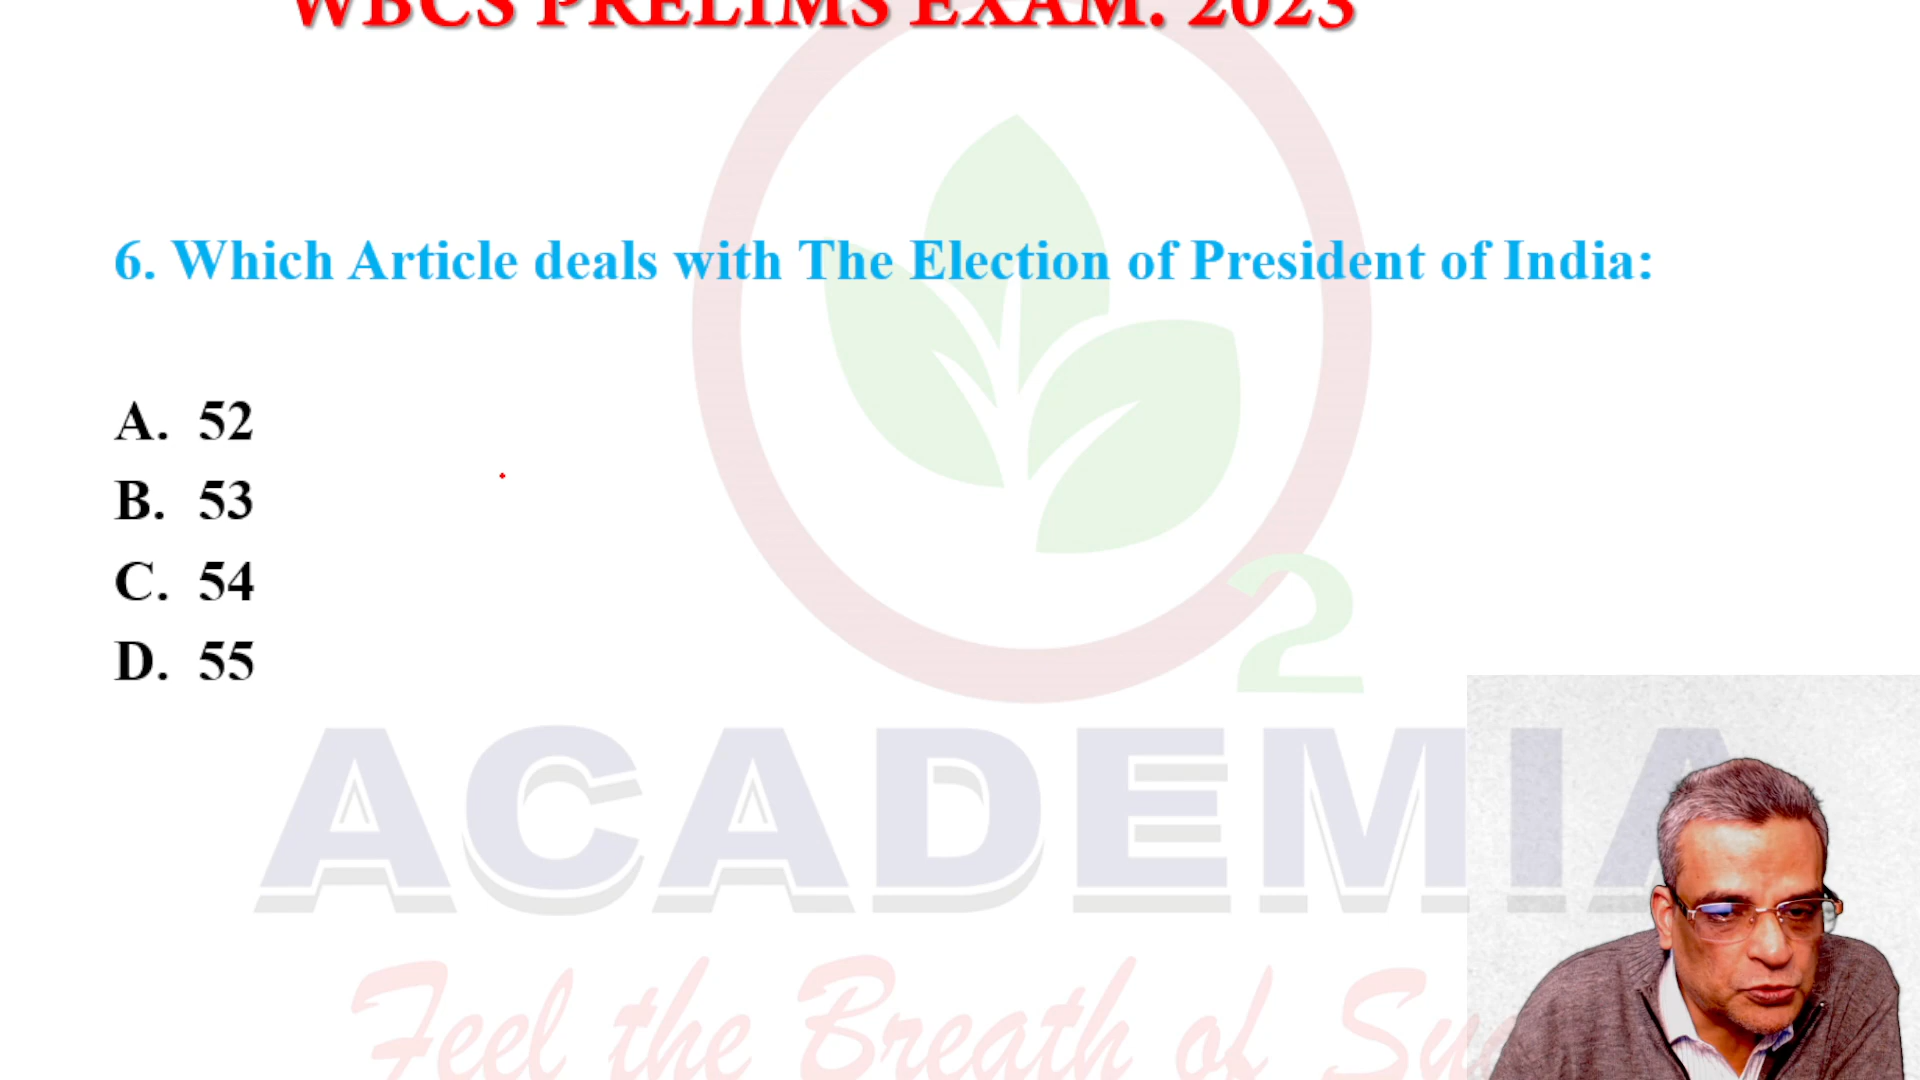 WBCS PRELIMS EXAM. 2023
6. Which Article deals with The Election of President of India:
A. 52
B. 53
C. 54
D. 55
2
ACADEMIA
Feel the Breath of